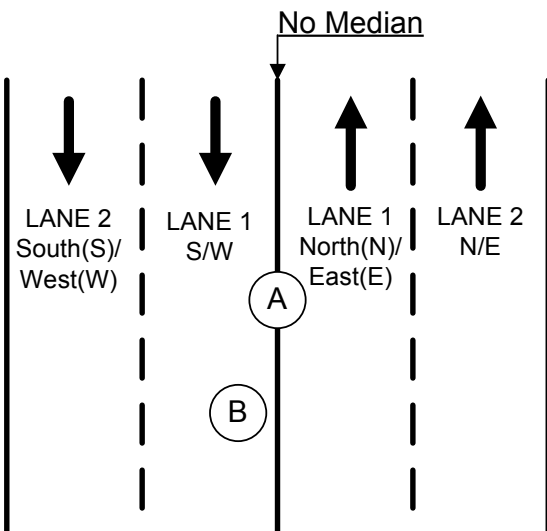 No Median
LANE 2
South(S)/
West(W)
LANE 1
S/W
LANE 1
North(N)/
East(E)
LANE 2
N/E
A
B